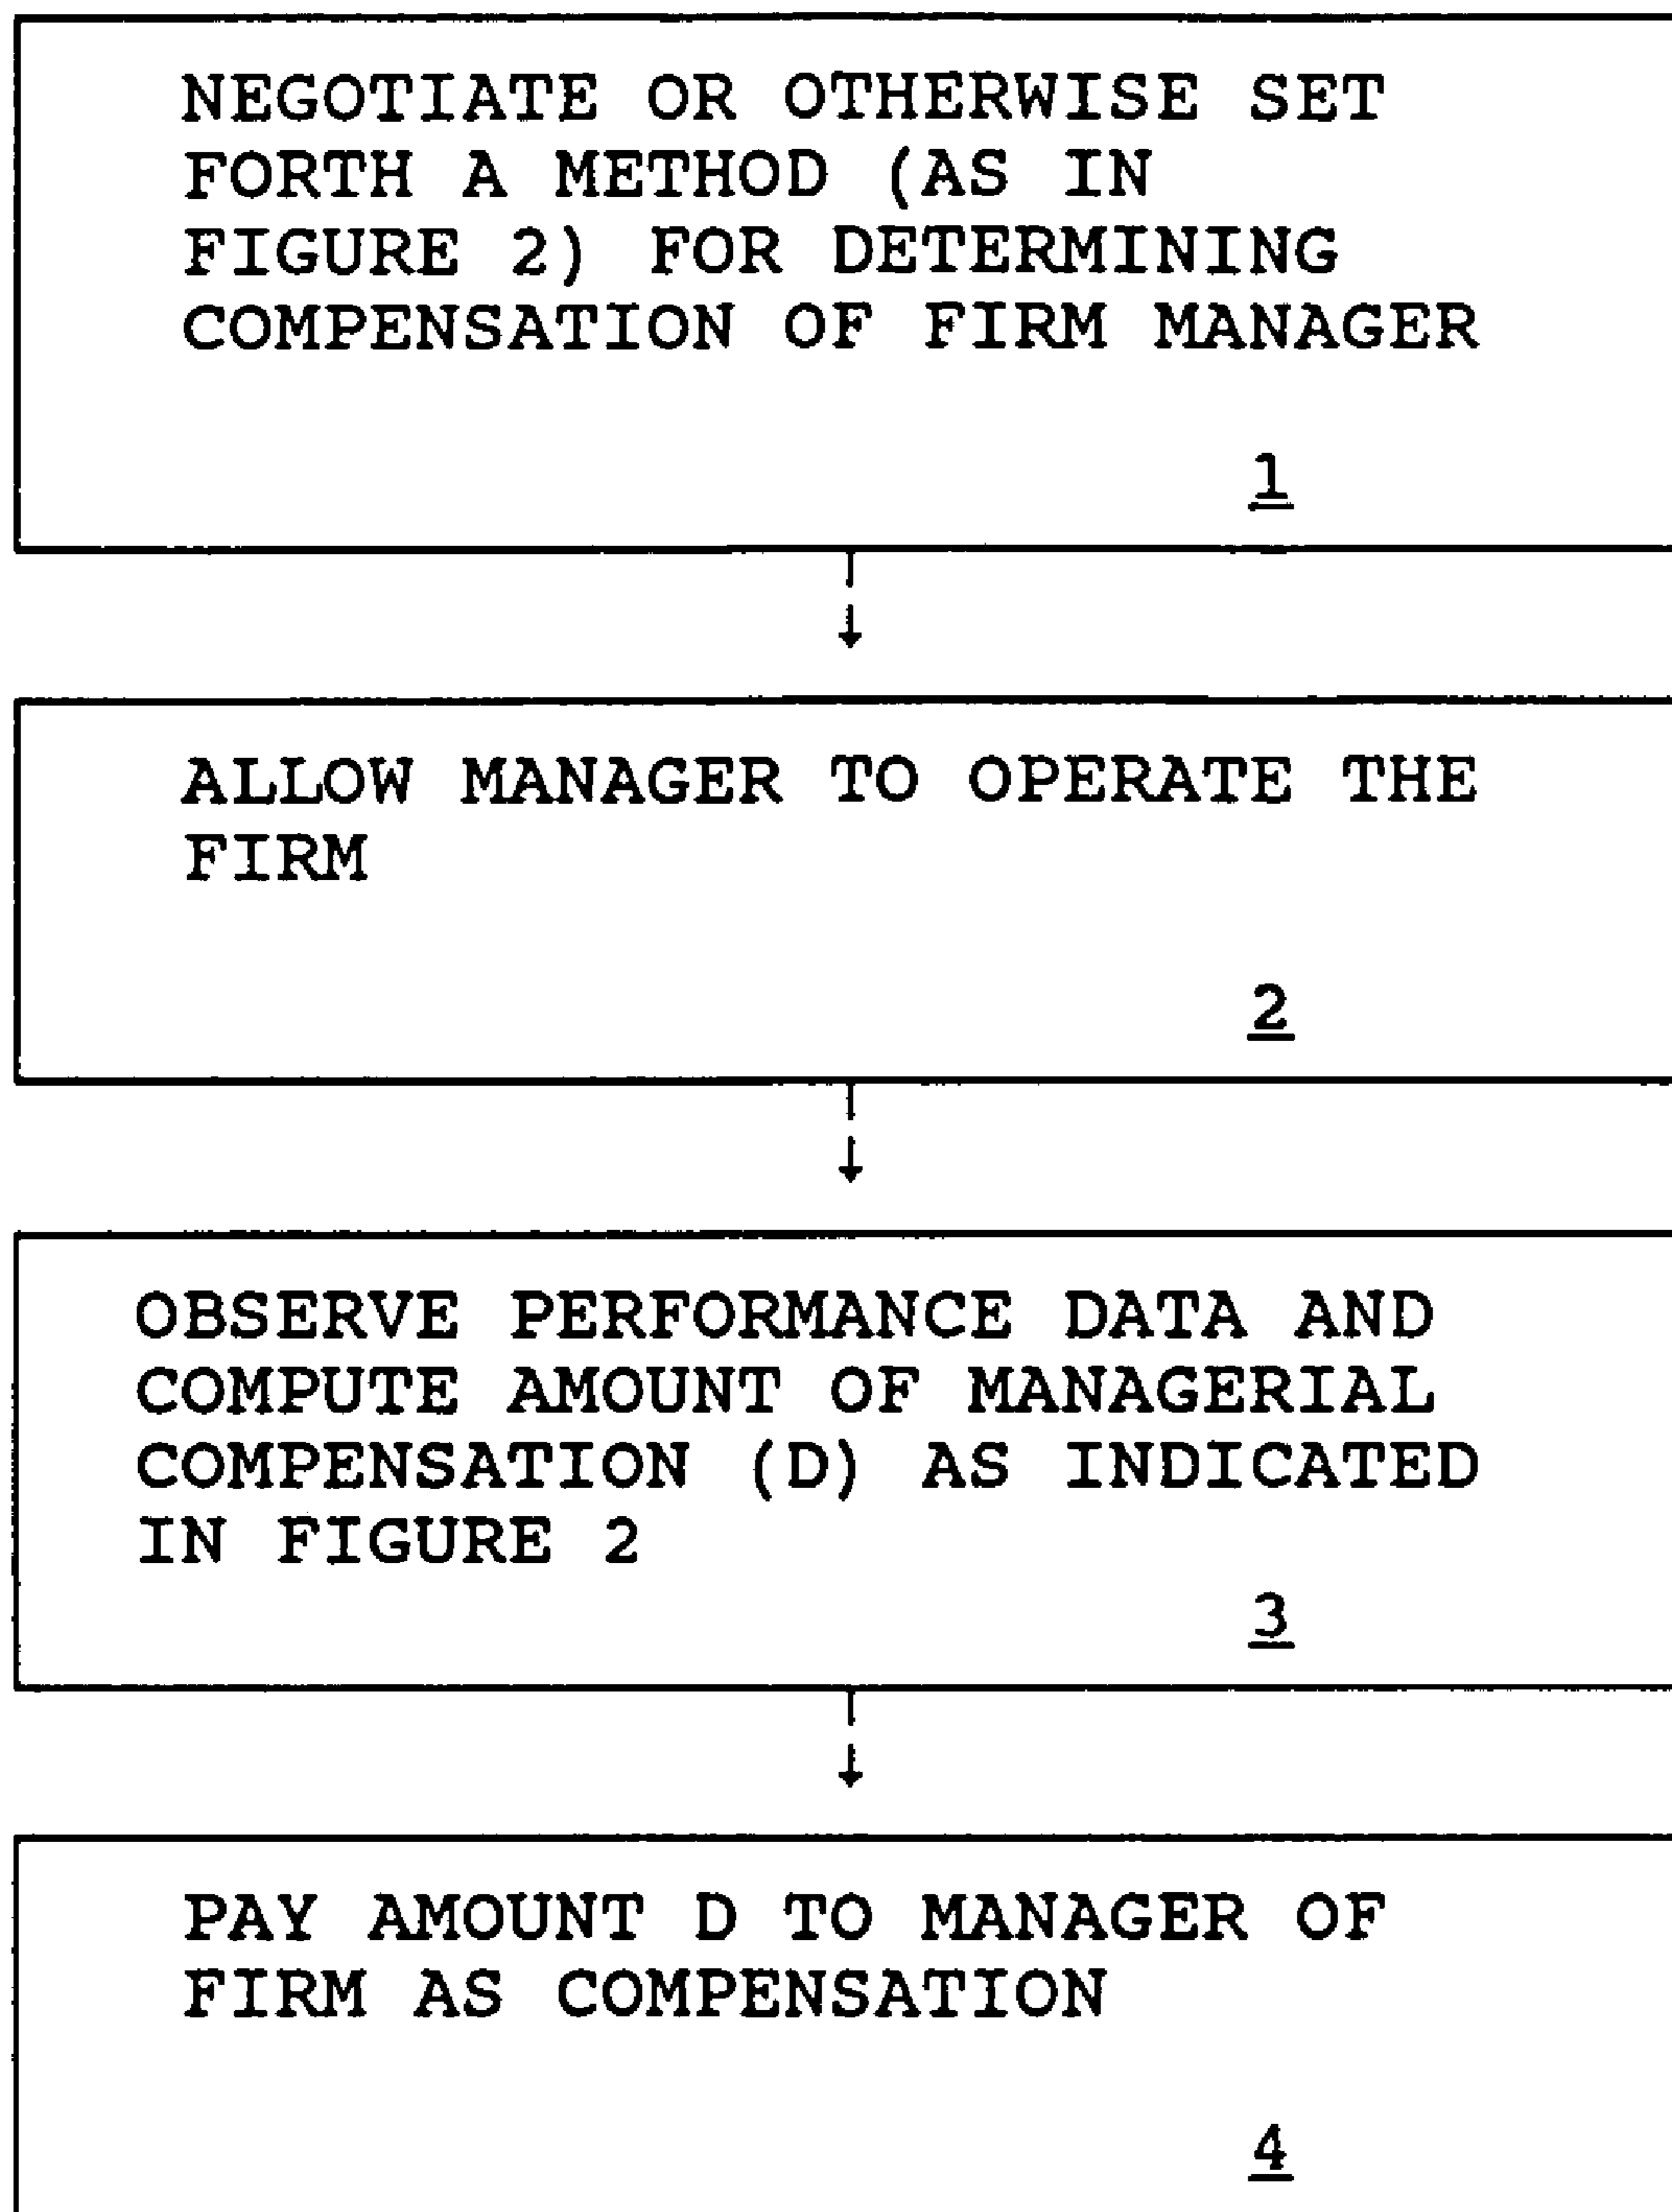 NEGOTIATE OR OTHERWISE SET
FORTH A METHOD (AS IN
FIGURE 2) FOR DETERMINING
COMPENSATION OF FIRM MANAGER
1
ALLOW MANAGER TO OPERATE THE
FIRM
2
OBSERVE PERFORMANCE DATA AND
COMPUTE AMOUNT OF MANAGERIAL
COMPENSATION (D) AS INDICATED
IN FIGURE 2
3
PAY AMOUNT D TO MANAGER OF
FIRM AS COMPENSATION
4